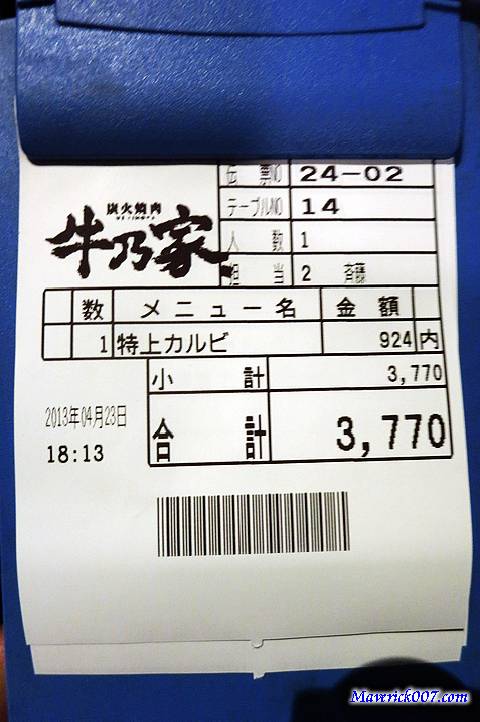 伝票NO 24-02
炭火焼肉
牛乃家
テーブルNO 14
人数 1
担当 2 斉藤
数 メニュー名 金額
1 特上カルビ 924 内
小計 3,770
合計 3,770
2013年04月23日
18:13
Maverick007.com